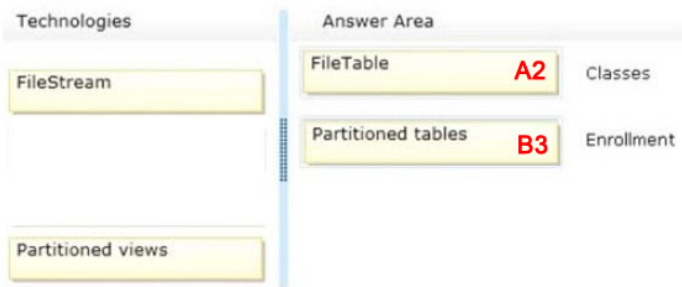 Technologies
Answer Area
FileStream
FileTable A2 Classes
Partitioned tables B3 Enrollment
Partitioned views